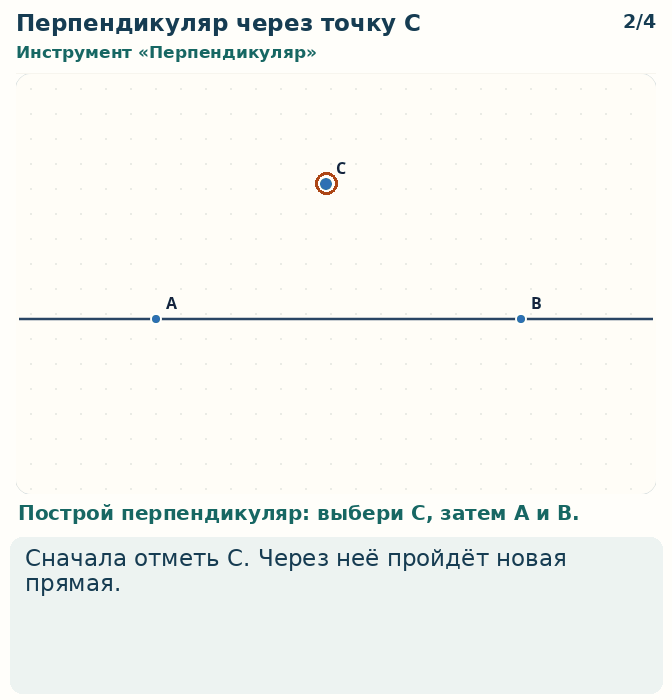 Перпендикуляр через точку C
2/4
Инструмент «Перпендикуляр»
C
A
B
Построй перпендикуляр: выбери C, затем A и B.
Сначала отметь C. Через неё пройдёт новая
прямая.